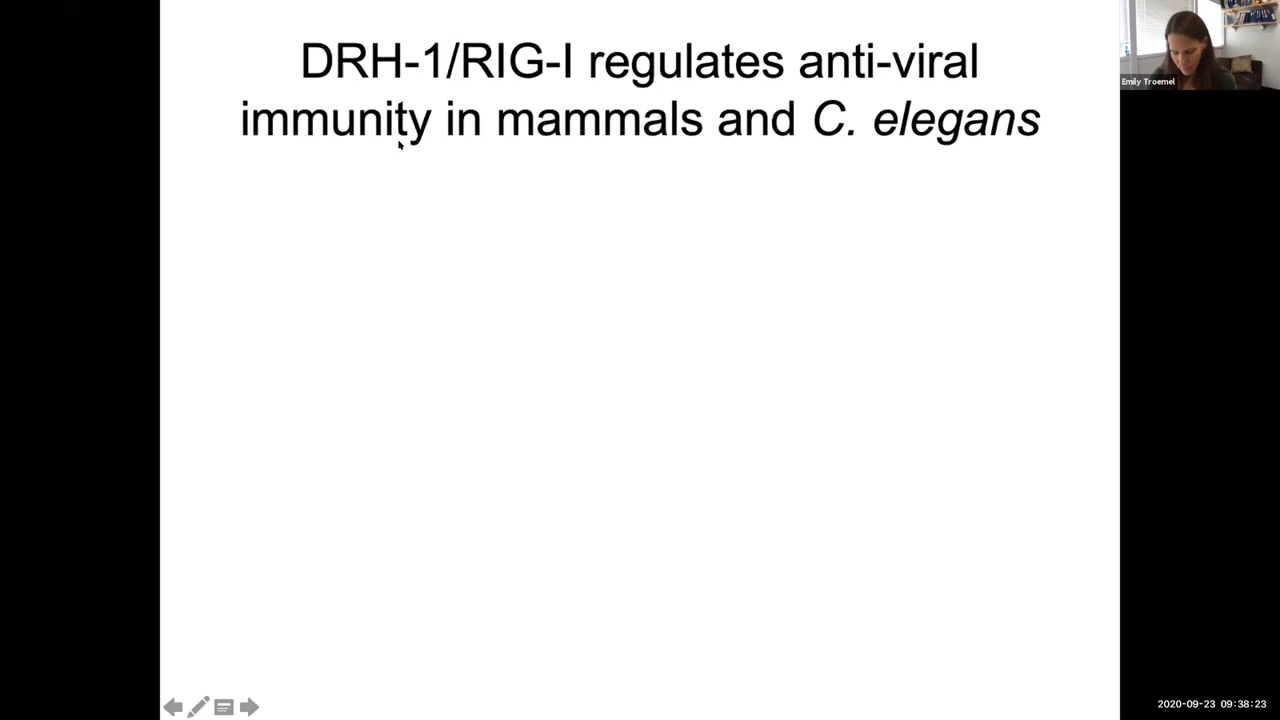 DRH-1/RIG-I regulates anti-viral
immunity in mammals and C. elegans
Emily Troemel
2020-09-23 09:38:23